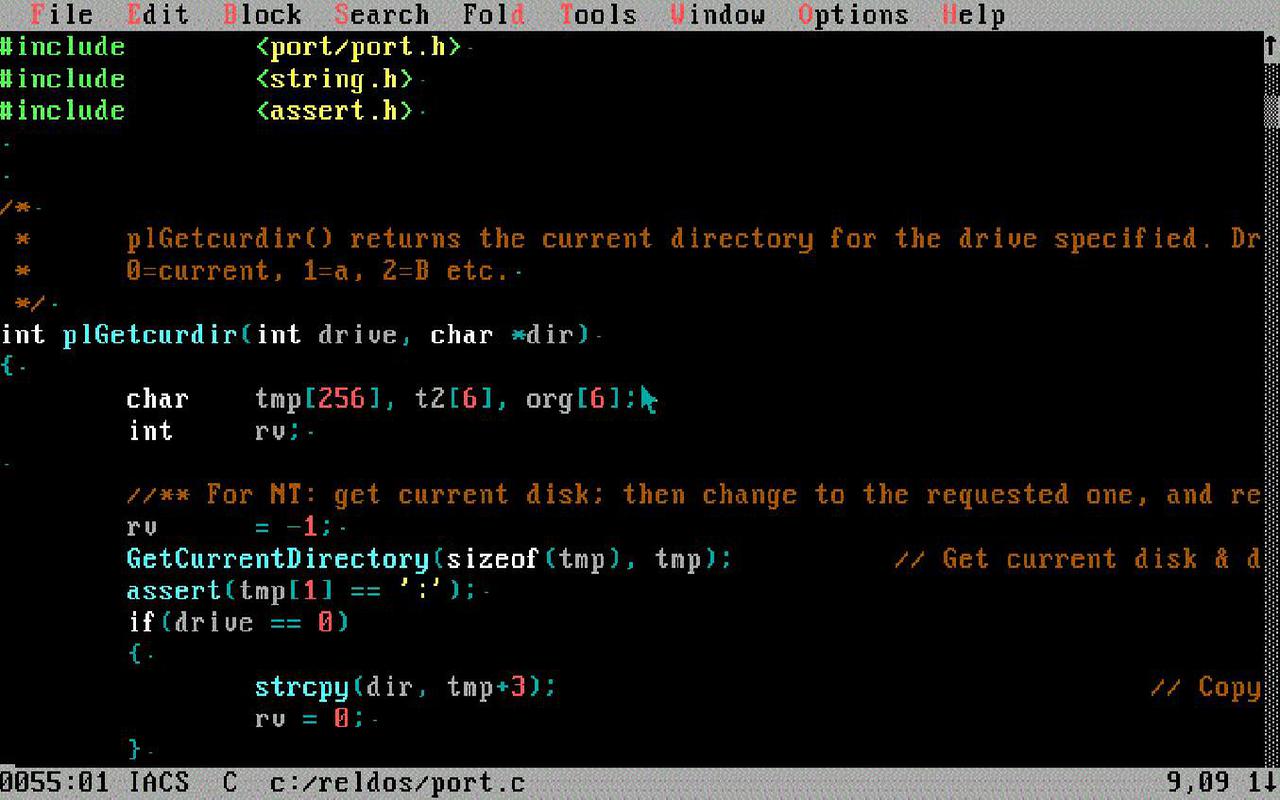 File Edit Block Search Fold Tools Window Options Help
#include <port/port.h>
#include <string.h>
#include <assert.h>
/*
* plGetcurdir() returns the current directory for the drive specified. Dr
* 0=current, 1=a, 2=B etc.
*/
int plGetcurdir(int drive, char *dir)
{
char tmp[256], t2[6], org[6];
int rv;
//** For NT: get current disk; then change to the requested one, and re
rv = -1;
GetCurrentDirectory(sizeof(tmp), tmp); // Get current disk & d
assert(tmp[1] == ':');
if(drive == 0)
{
strcpy(dir, tmp+3); // Copy
rv = 0;
}
0055:01 IACS C c:/reldos/port.c 9,09 1↓